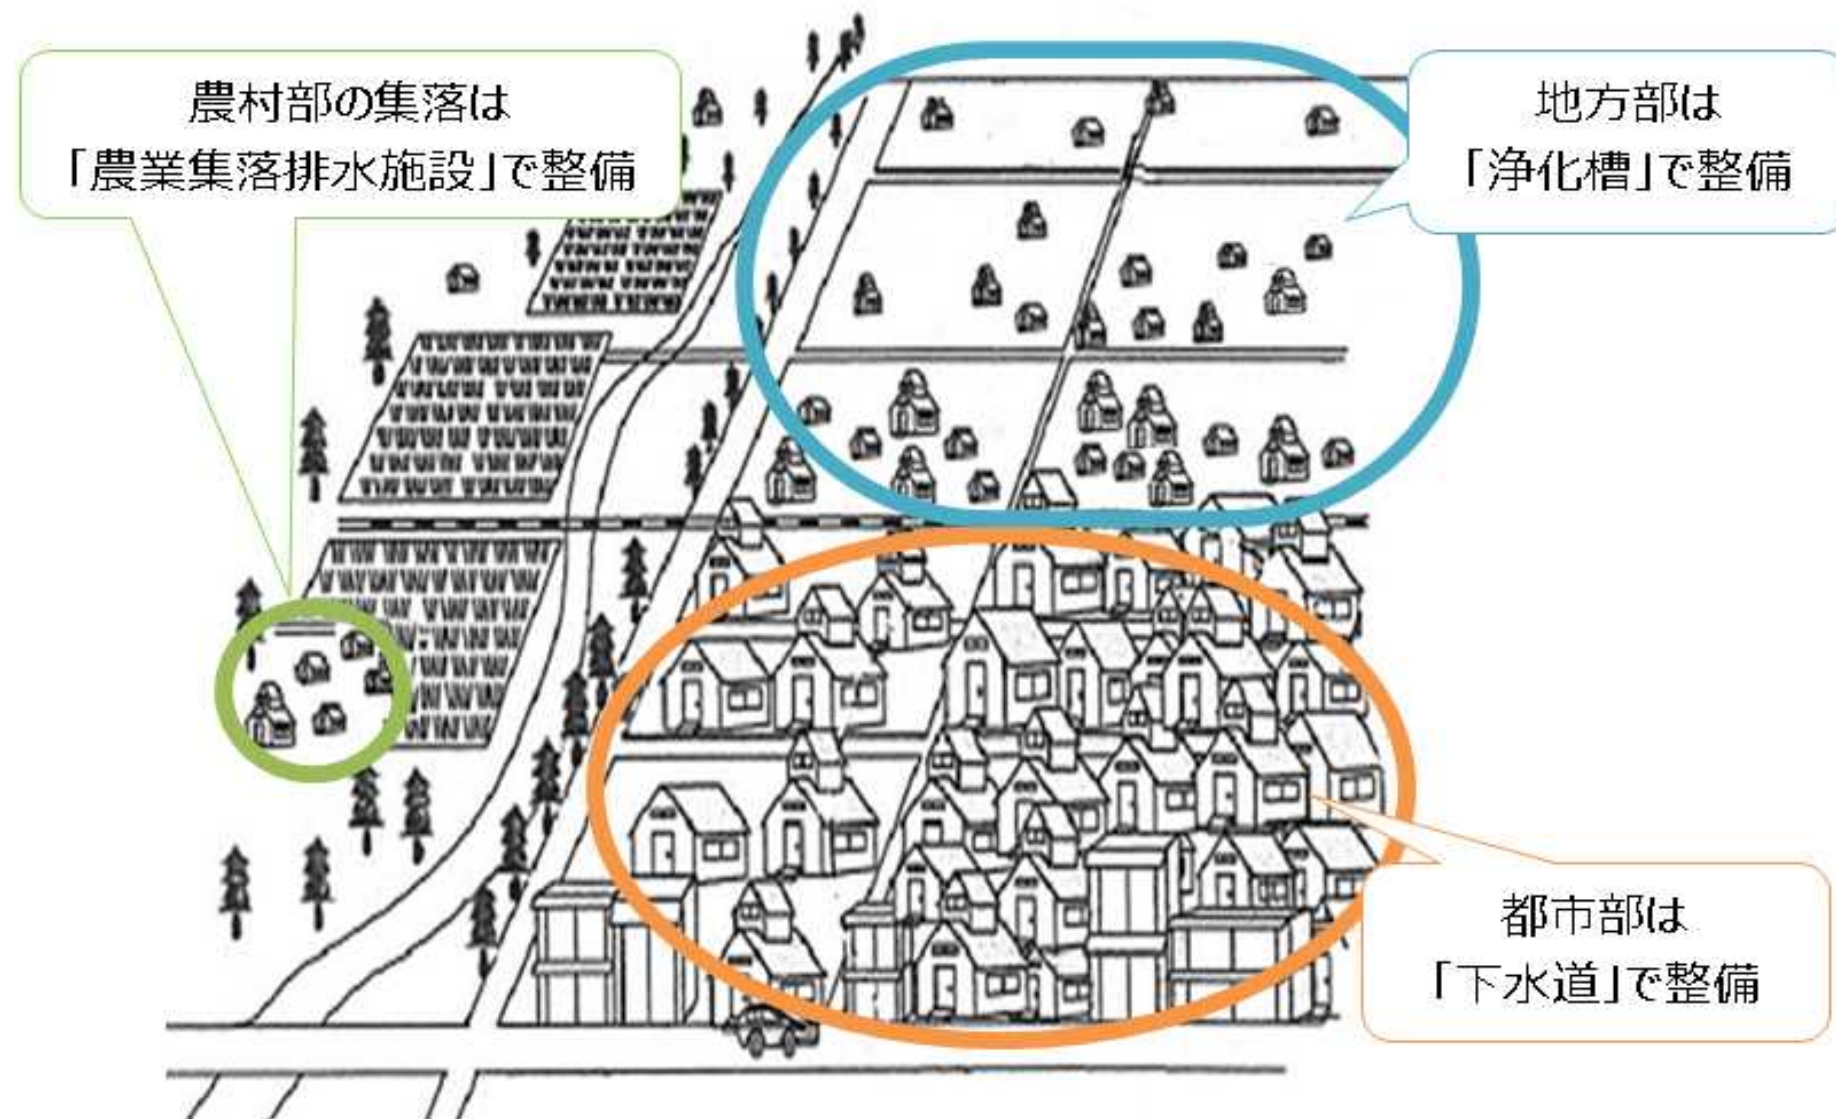 農村部の集落は
「農業集落排水施設」で整備
地方部は
「浄化槽」で整備
都市部は
「下水道」で整備